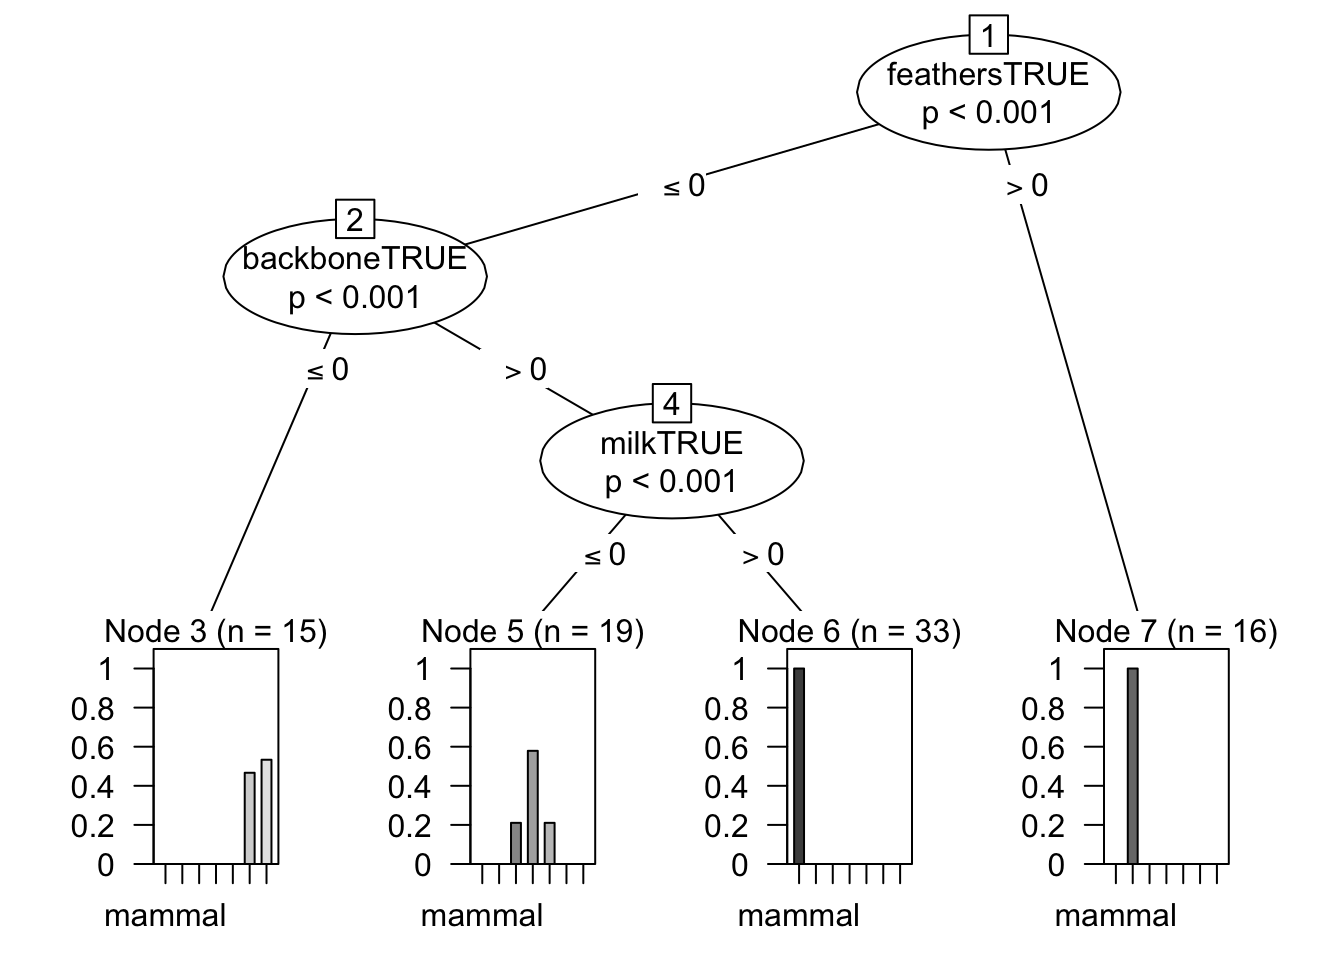 1
feathersTRUE
p < 0.001
≤ 0
> 0
2
backboneTRUE
p < 0.001
≤ 0
> 0
4
milkTRUE
p < 0.001
≤ 0
> 0
Node 3 (n = 15)
1
0.8
0.6
0.4
0.2
0
mammal
Node 5 (n = 19)
1
0.8
0.6
0.4
0.2
0
mammal
Node 6 (n = 33)
1
0.8
0.6
0.4
0.2
0
mammal
Node 7 (n = 16)
1
0.8
0.6
0.4
0.2
0
mammal